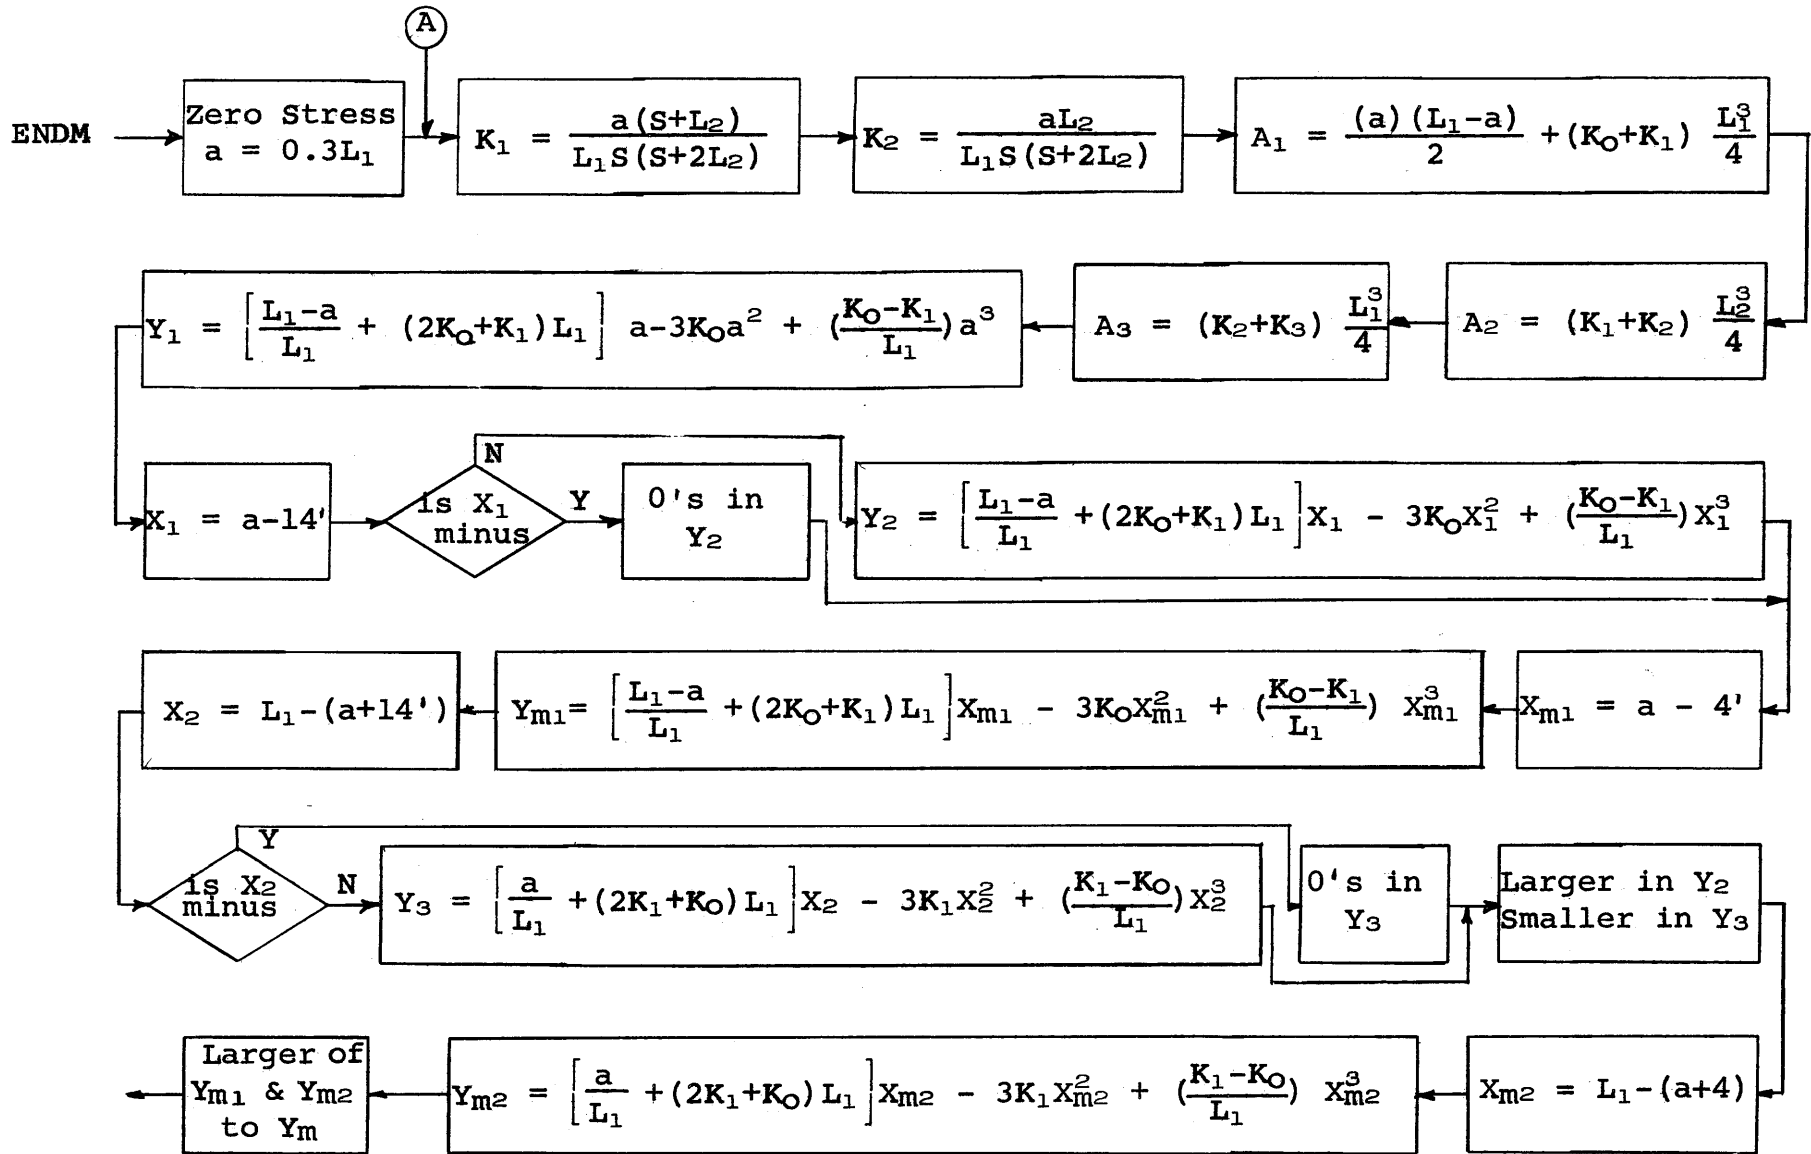 A
ENDM
Zero Stress
a = 0.3L₁
K₁ = a(S+L₂) / L₁S(S+2L₂)
K₂ = aL₂ / L₁S(S+2L₂)
A₁ = (a)(L₁-a)/2 + (K₀+K₁) L₁³/4
Y₁ = [(L₁-a)/L₁ + (2K₀+K₁)L₁] a-3K₀a² + ((K₀-K₁)/L₁)a³
A₃ = (K₂+K₃) L₁³/4
A₂ = (K₁+K₂) L₂³/4
X₁ = a-14'
is X₁
minus
N
Y
0's in
Y₂
Y₂ = [(L₁-a)/L₁ + (2K₀+K₁)L₁]X₁ - 3K₀X₁² + ((K₀-K₁)/L₁)X₁³
X₂ = L₁-(a+14')
Yₘ₁= [(L₁-a)/L₁ + (2K₀+K₁)L₁]Xₘ₁ - 3K₀Xₘ₁² + ((K₀-K₁)/L₁) Xₘ₁³
Xₘ₁ = a - 4'
is X₂
minus
Y
N
Y₃ = [a/L₁ + (2K₁+K₀)L₁]X₂ - 3K₁X₂² + ((K₁-K₀)/L₁)X₂³
0's in
Y₃
Larger in Y₂
Smaller in Y₃
Larger of
Yₘ₁ & Yₘ₂
to Yₘ
Yₘ₂ = [a/L₁ + (2K₁+K₀)L₁]Xₘ₂ - 3K₁Xₘ₂² + ((K₁-K₀)/L₁) Xₘ₂³
Xₘ₂ = L₁-(a+4)